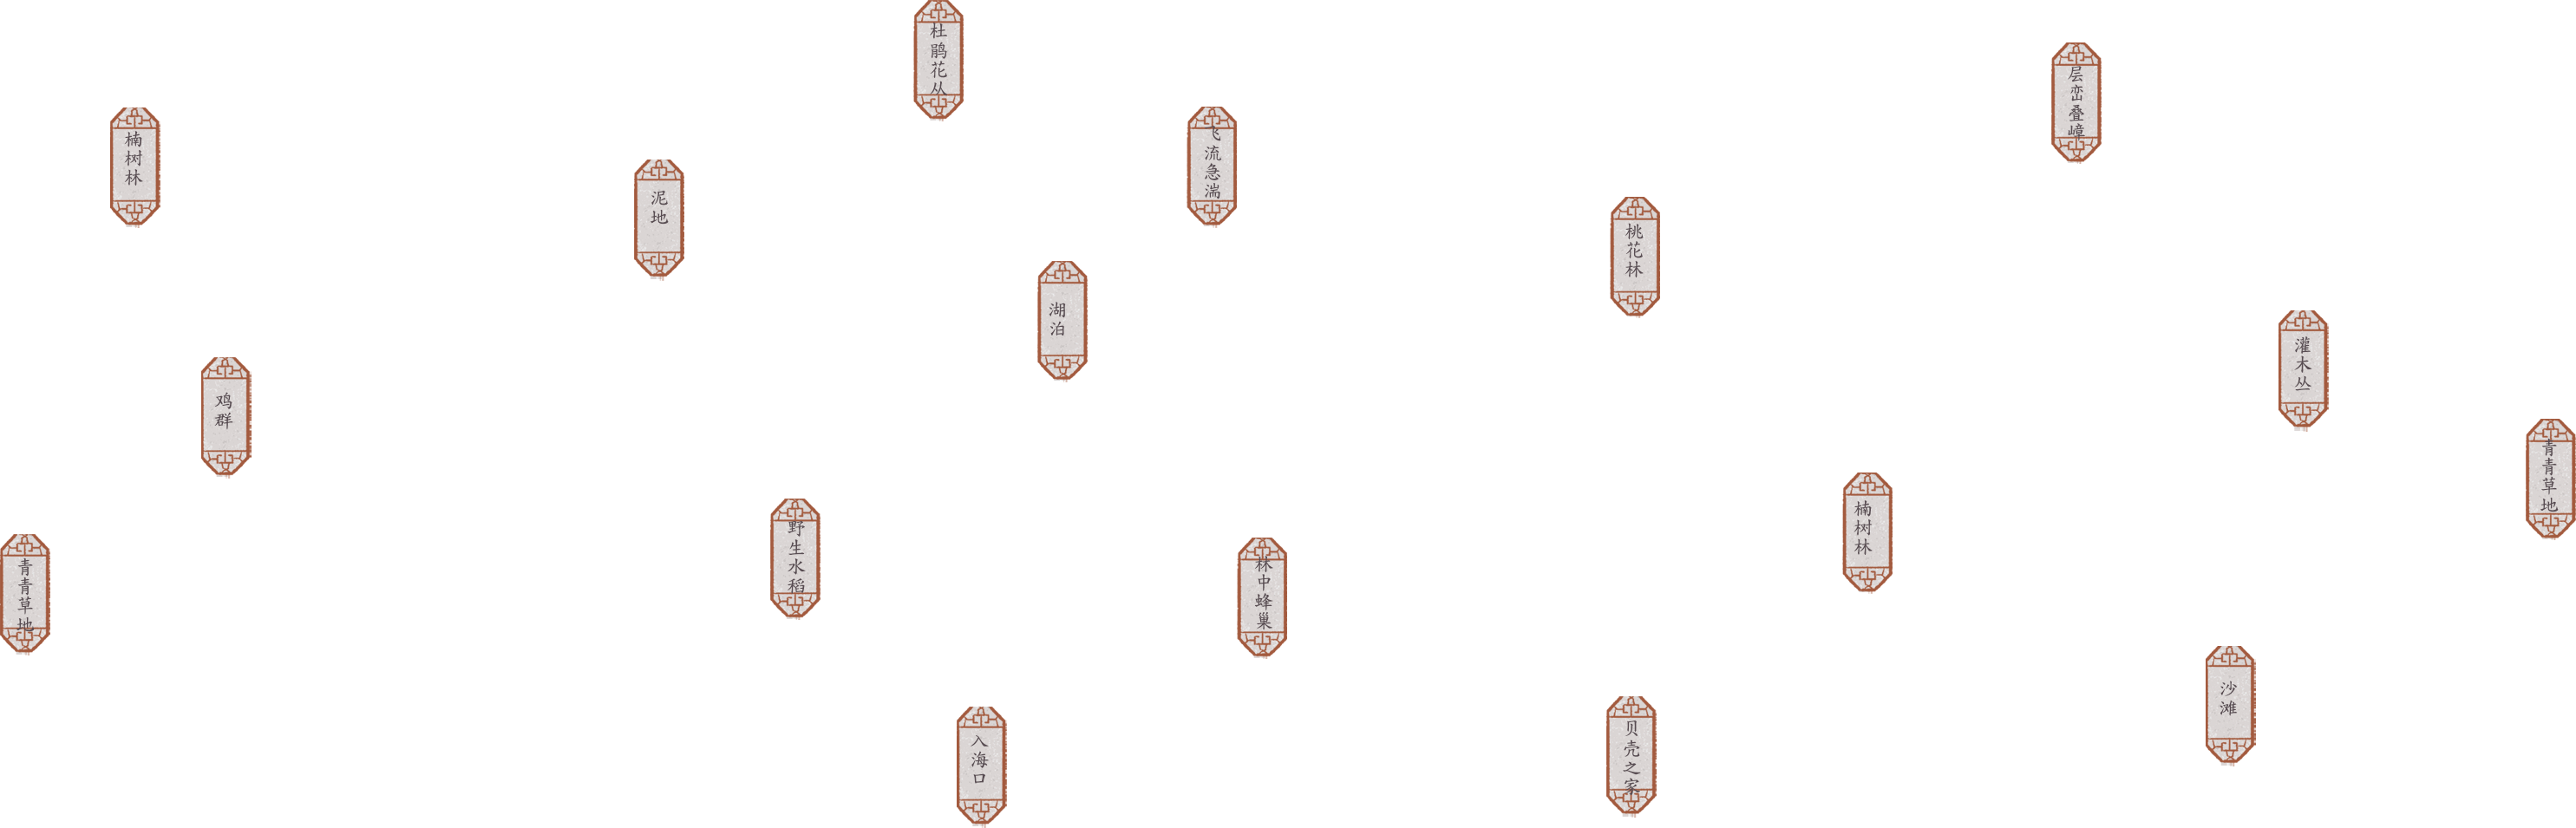 杜鹃花丛
层峦叠嶂
楠树林
飞流急湍
泥地
桃花林
湖泊
灌木丛
鸡群
青青草地
楠树林
野生水稻
青青草地
林中蜂巢
沙滩
贝壳之家
入海口